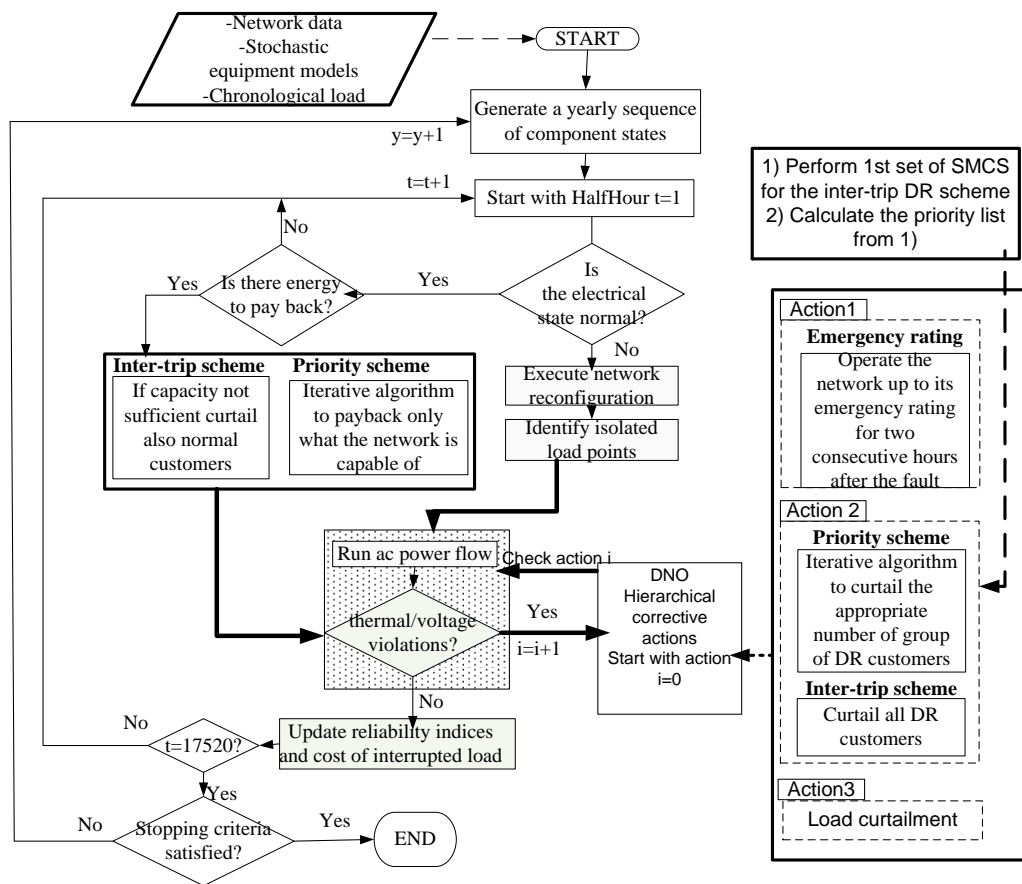 -Network data
-Stochastic
equipment models
-Chronological load
START
Generate a yearly sequence
of component states
y=y+1
t=t+1
Start with HalfHour t=1
No
Yes
Is there energy
to pay back?
Yes
Is
the electrical
state normal?
No
Inter-trip scheme
If capacity not
sufficient curtail
also normal
customers
Priority scheme
Iterative algorithm
to payback only
what the network is
capable of
Execute network
reconfiguration
Identify isolated
load points
Run ac power flow
Check action i
thermal/voltage
violations?
Yes
i=i+1
No
DNO
Hierarchical
corrective
actions
Start with action
i=0
Update reliability indices
and cost of interrupted load
No
t=17520?
Yes
No
Stopping criteria
satisfied?
Yes
END
1) Perform 1st set of SMCS
for the inter-trip DR scheme
2) Calculate the priority list
from 1)
Action1
Emergency rating
Operate the
network up to its
emergency rating
for two
consecutive hours
after the fault
Action 2
Priority scheme
Iterative algorithm
to curtail the
appropriate
number of group
of DR customers
Inter-trip scheme
Curtail all DR
customers
Action3
Load curtailment